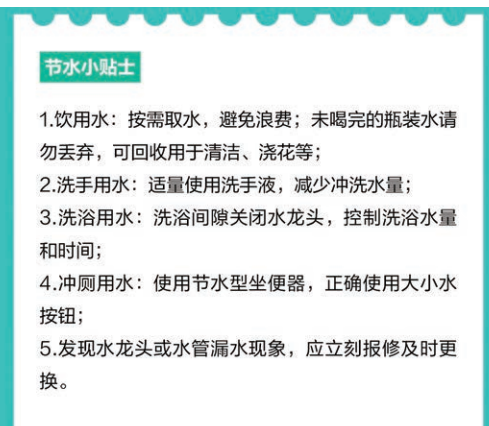 节水小贴士
1.饮用水：按需取水，避免浪费；未喝完的瓶装水请
勿丢弃，可回收用于清洁、浇花等；
2.洗手用水：适量使用洗手液，减少冲洗水量；
3.洗浴用水：洗浴间隙关闭水龙头，控制洗浴水量
和时间；
4.冲厕用水：使用节水型坐便器，正确使用大小水
按钮；
5.发现水龙头或水管漏水现象，应立刻报修及时更
换。